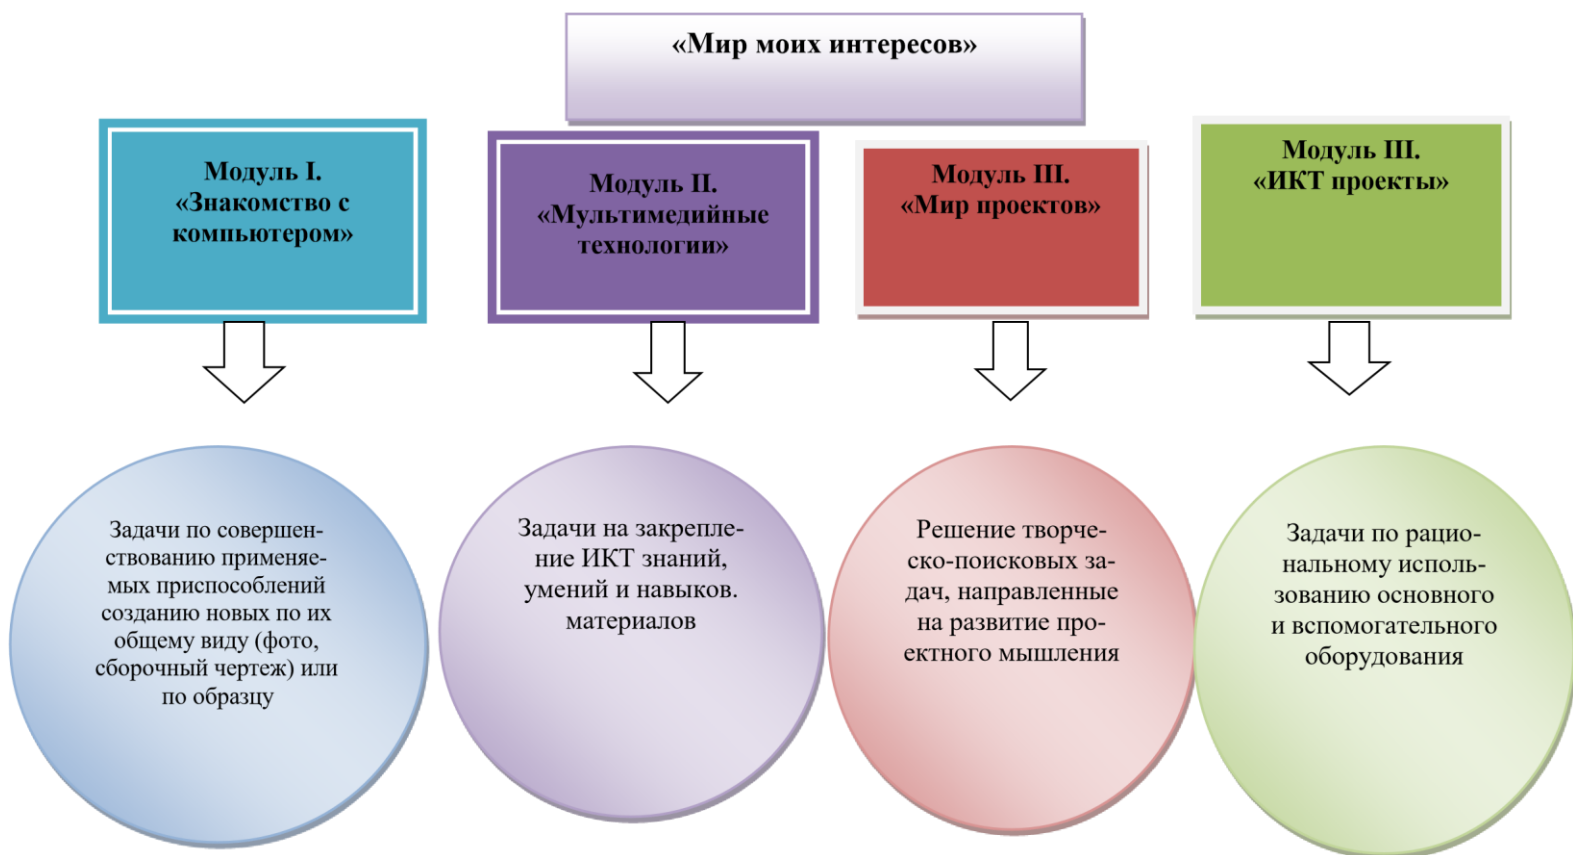 «Мир моих интересов»
Модуль I.
«Знакомство с
компьютером»
Модуль II.
«Мультимедийные
технологии»
Модуль III.
«Мир проектов»
Модуль III.
«ИКТ проекты»
Задачи по совершен-
ствованию применяе-
мых приспособлений
созданию новых по их
общему виду (фото,
сборочный чертеж) или
по образцу
Задачи на закрепле-
ние ИКТ знаний,
умений и навыков.
материалов
Решение творче-
ско-поисковых за-
дач, направленные
на развитие про-
ектного мышления
Задачи по рацио-
нальному исполь-
зованию основного
и вспомогательного
оборудования